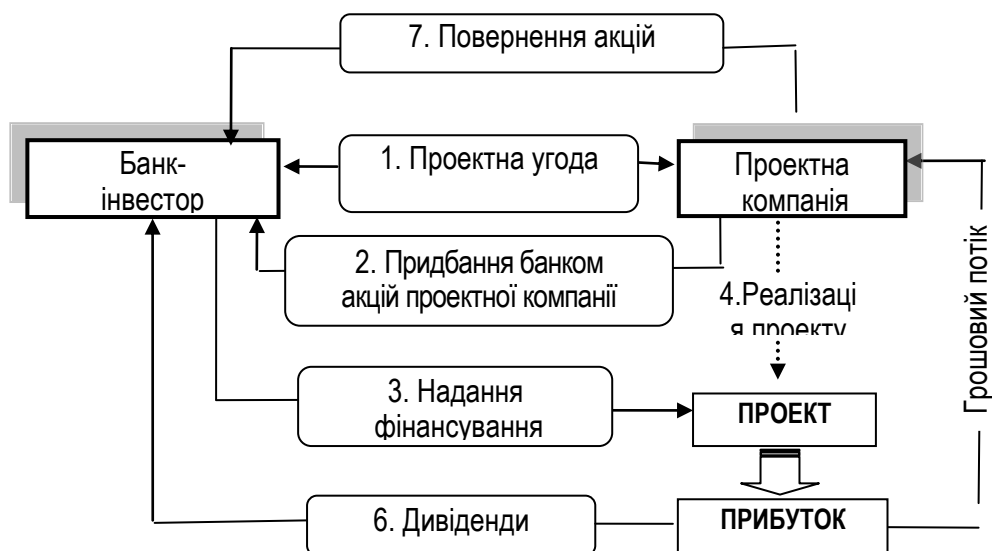 7. Повернення акцій
Банк-
інвестор
1. Проектна угода
Проектна
компанія
2. Придбання банком
акцій проектної компанії
4.Реалізаці
я проекту
Грошовий потік
3. Надання
фінансування
ПРОЕКТ
6. Дивіденди
ПРИБУТОК